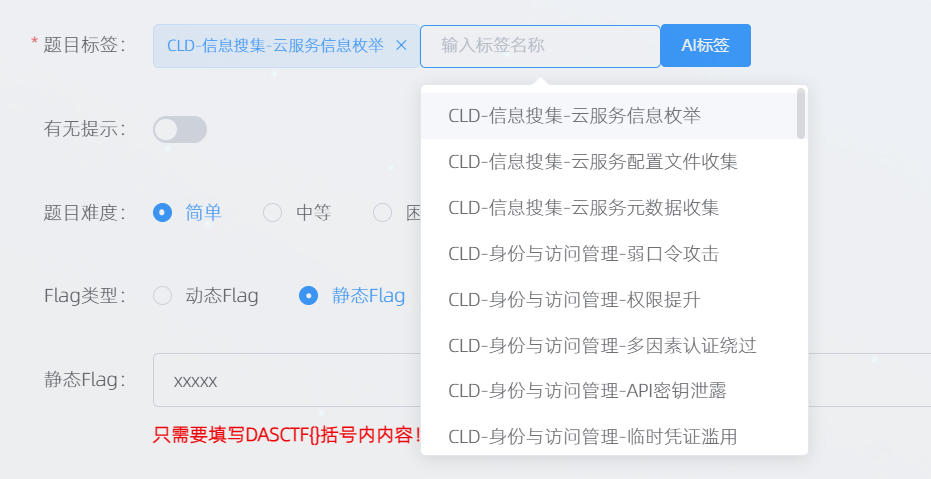 * 题目标签： CLD-信息搜集-云服务信息枚举 × 输入标签名称 AI标签
CLD-信息搜集-云服务信息枚举
有无提示：
CLD-信息搜集-云服务配置文件收集
CLD-信息搜集-云服务元数据收集
题目难度： 简单 中等 困
CLD-身份与访问管理-弱口令攻击
CLD-身份与访问管理-权限提升
Flag类型： 动态Flag 静态Flag
CLD-身份与访问管理-多因素认证绕过
静态Flag： xxxxx
CLD-身份与访问管理-API密钥泄露
CLD-身份与访问管理-临时凭证滥用
只需要填写DASCTF{}括号内内容！